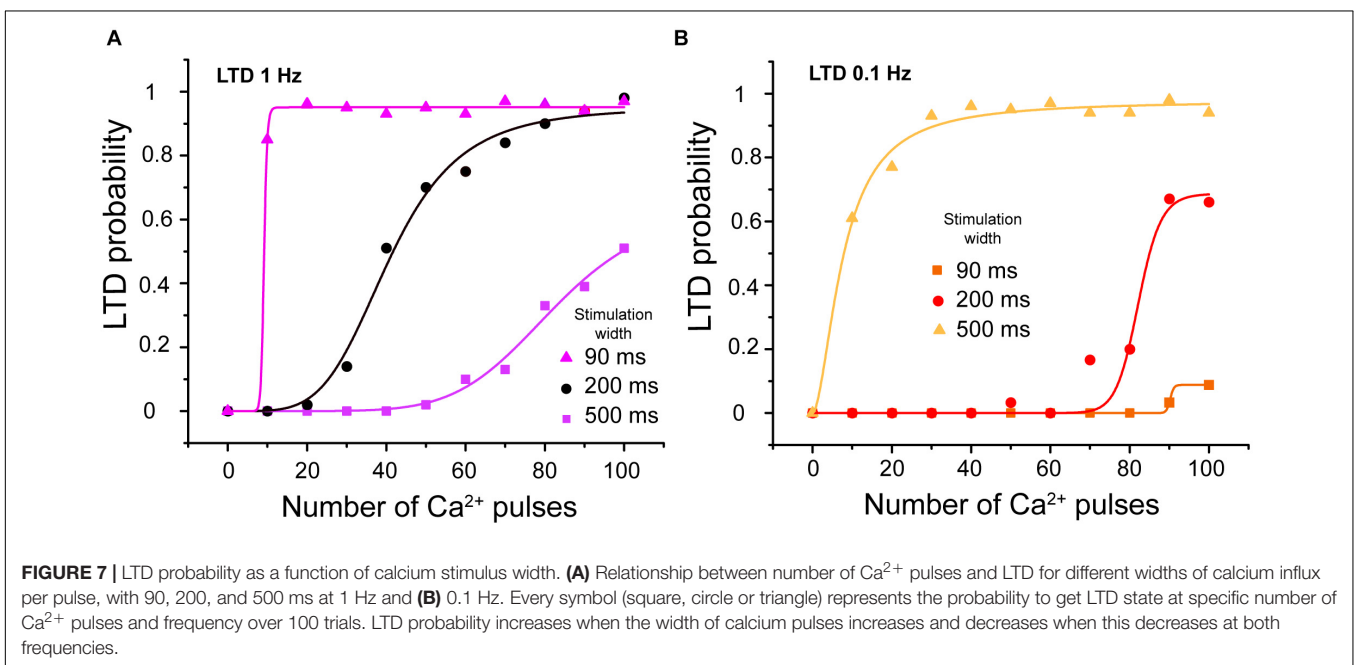 A
LTD 1 Hz
LTD probability
1
0.8
0.6
0.4
0.2
0
0 20 40 60 80 100
Number of Ca²⁺ pulses
Stimulation
width
90 ms
200 ms
500 ms
B
LTD 0.1 Hz
LTD probability
1
0.8
0.6
0.4
0.2
0
0 20 40 60 80 100
Number of Ca²⁺ pulses
Stimulation
width
90 ms
200 ms
500 ms
FIGURE 7 | LTD probability as a function of calcium stimulus width. (A) Relationship between number of Ca²⁺ pulses and LTD for different widths of calcium influx
per pulse, with 90, 200, and 500 ms at 1 Hz and (B) 0.1 Hz. Every symbol (square, circle or triangle) represents the probability to get LTD state at specific number of
Ca²⁺ pulses and frequency over 100 trials. LTD probability increases when the width of calcium pulses increases and decreases when this decreases at both
frequencies.